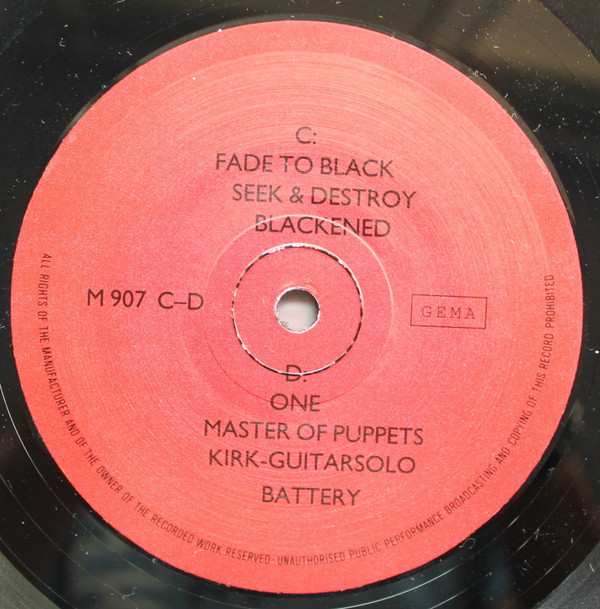 C:
FADE TO BLACK
SEEK & DESTROY
BLACKENED
M 907 C–D
GEMA
D:
ONE
MASTER OF PUPPETS
KIRK-GUITARSOLO
BATTERY
ALL RIGHTS OF THE MANUFACTURER AND OF THE OWNER OF THE RECORDED WORK RESERVED · UNAUTHORISED PUBLIC PERFORMANCE BROADCASTING AND COPYING OF THIS RECORD PROHIBITED